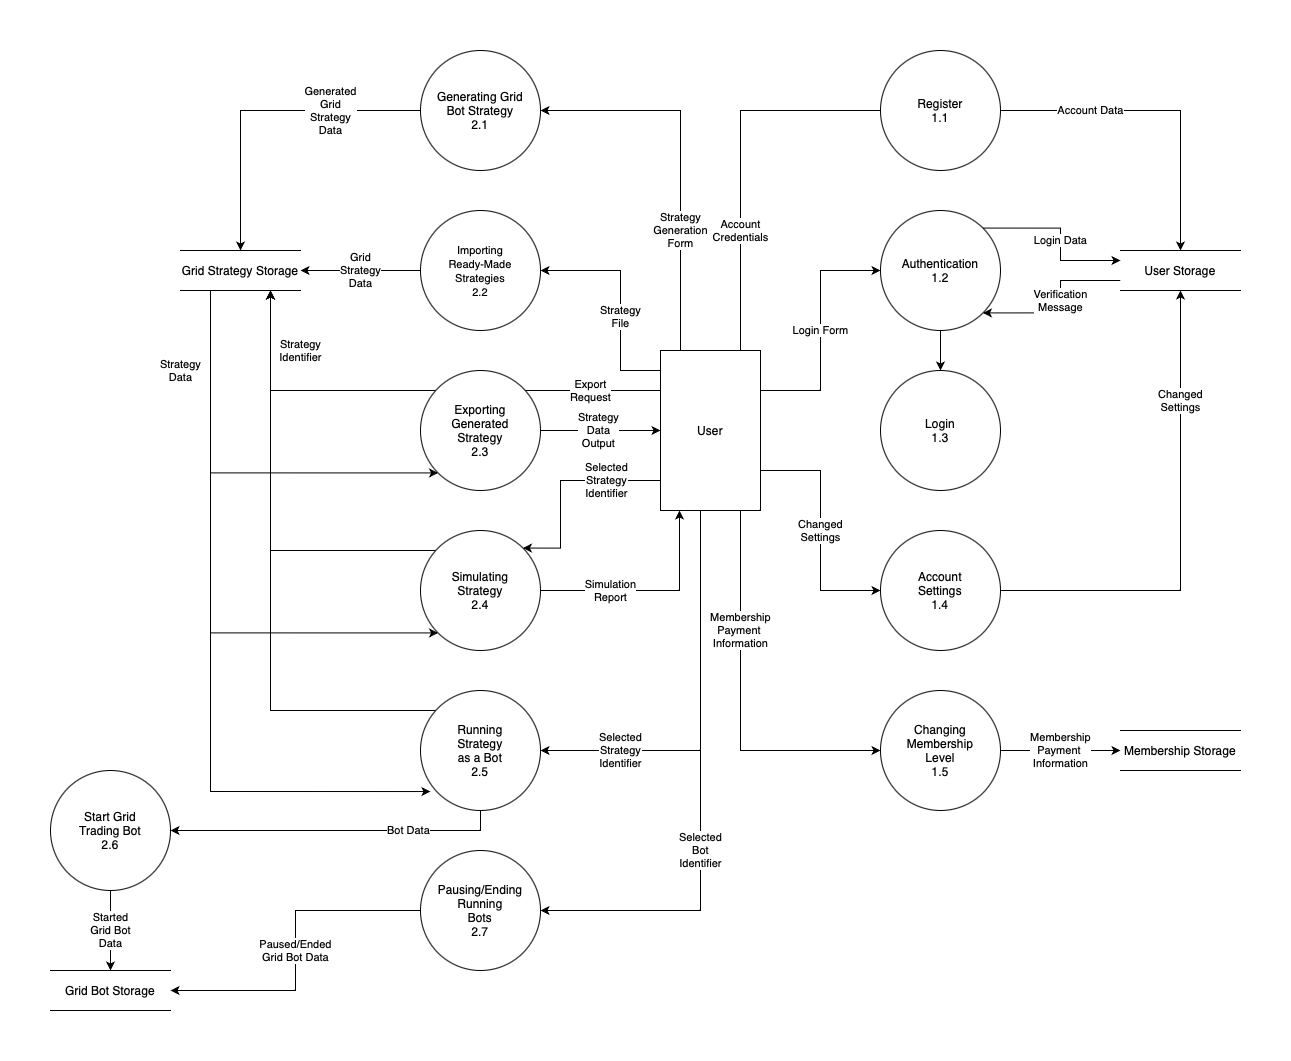 Generated
Grid
Strategy
Data
Generating Grid
Bot Strategy
2.1
Register
1.1
Account Data
Strategy
Generation
Form
Account
Credentials
Grid Strategy Storage
Grid
Strategy
Data
Importing
Ready-Made
Strategies
2.2
Authentication
1.2
Login Data
User Storage
Verification
Message
Strategy
File
Login Form
Strategy
Data
Strategy
Identifier
Exporting
Generated
Strategy
2.3
Export
Request
Strategy
Data
Output
User
Login
1.3
Changed
Settings
Selected
Strategy
Identifier
Changed
Settings
Simulating
Strategy
2.4
Simulation
Report
Account
Settings
1.4
Membership
Payment
Information
Running
Strategy
as a Bot
2.5
Selected
Strategy
Identifier
Changing
Membership
Level
1.5
Membership
Payment
Information
Membership Storage
Start Grid
Trading Bot
2.6
Bot Data
Selected
Bot
Identifier
Started
Grid Bot
Data
Pausing/Ending
Running
Bots
2.7
Paused/Ended
Grid Bot Data
Grid Bot Storage